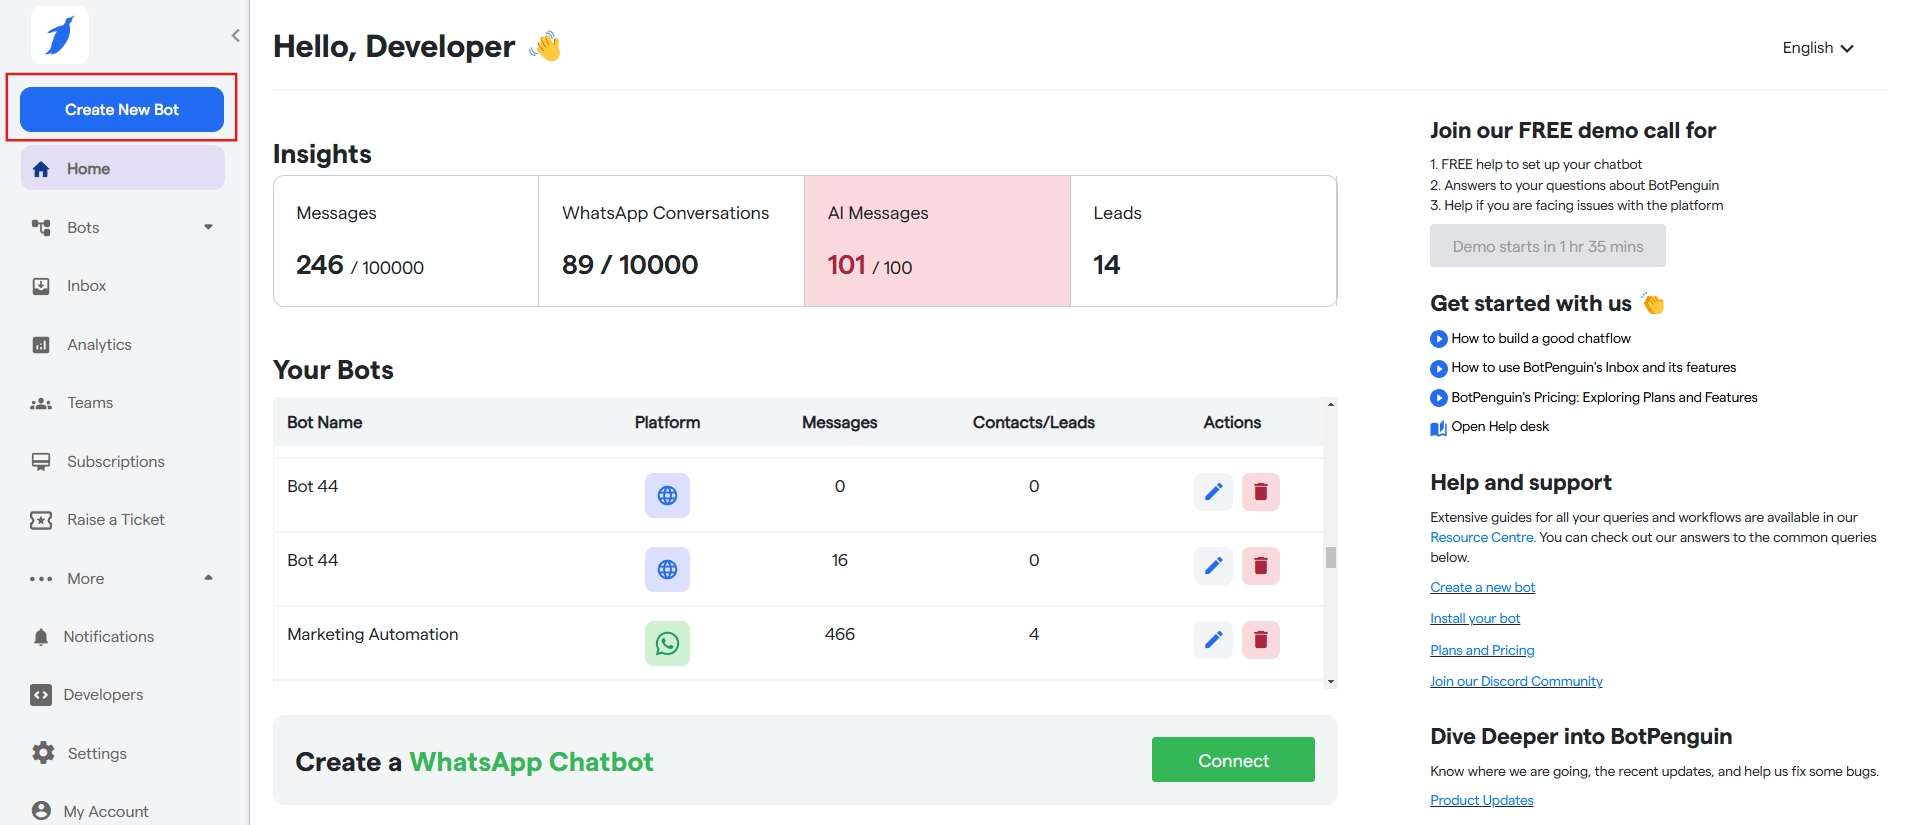 Create New Bot
Home
Bots
Inbox
Analytics
Teams
Subscriptions
Raise a Ticket
More
Notifications
Developers
Settings
My Account
Hello, Developer
English
Insights
Messages
246 / 100000
WhatsApp Conversations
89 / 10000
AI Messages
101 / 100
Leads
14
Your Bots
Bot Name Platform Messages Contacts/Leads Actions
Bot 44 0 0
Bot 44 16 0
Marketing Automation 466 4
Create a WhatsApp Chatbot
Connect
Join our FREE demo call for
1. FREE help to set up your chatbot
2. Answers to your questions about BotPenguin
3. Help if you are facing issues with the platform
Demo starts in 1 hr 35 mins
Get started with us
How to build a good chatflow
How to use BotPenguin's Inbox and its features
BotPenguin's Pricing: Exploring Plans and Features
Open Help desk
Help and support
Extensive guides for all your queries and workflows are available in our
Resource Centre. You can check out our answers to the common queries
below.
Create a new bot
Install your bot
Plans and Pricing
Join our Discord Community
Dive Deeper into BotPenguin
Know where we are going, the recent updates, and help us fix some bugs.
Product Updates